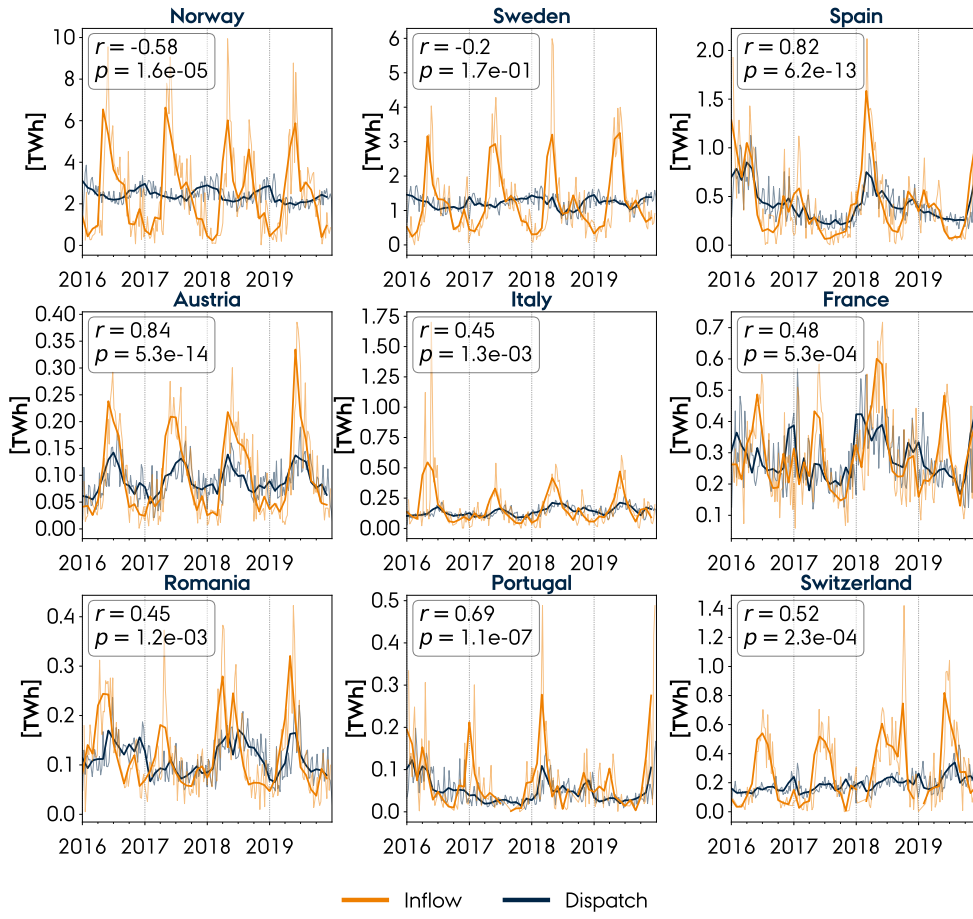 Norway
Sweden
Spain
[TWh]
10
8
6
4
2
0
r = -0.58
p = 1.6e-05
2016 2017 2018 2019
[TWh]
6
5
4
3
2
1
0
r = -0.2
p = 1.7e-01
2016 2017 2018 2019
[TWh]
2.0
1.5
1.0
0.5
0.0
r = 0.82
p = 6.2e-13
2016 2017 2018 2019
Austria
Italy
France
[TWh]
0.40
0.35
0.30
0.25
0.20
0.15
0.10
0.05
0.00
r = 0.84
p = 5.3e-14
2016 2017 2018 2019
[TWh]
1.75
1.50
1.25
1.00
0.75
0.50
0.25
0.00
r = 0.45
p = 1.3e-03
2016 2017 2018 2019
[TWh]
0.7
0.6
0.5
0.4
0.3
0.2
0.1
r = 0.48
p = 5.3e-04
2016 2017 2018 2019
Romania
Portugal
Switzerland
[TWh]
0.4
0.3
0.2
0.1
0.0
r = 0.45
p = 1.2e-03
2016 2017 2018 2019
[TWh]
0.5
0.4
0.3
0.2
0.1
0.0
r = 0.69
p = 1.1e-07
2016 2017 2018 2019
[TWh]
1.4
1.2
1.0
0.8
0.6
0.4
0.2
0.0
r = 0.52
p = 2.3e-04
2016 2017 2018 2019
Inflow Dispatch